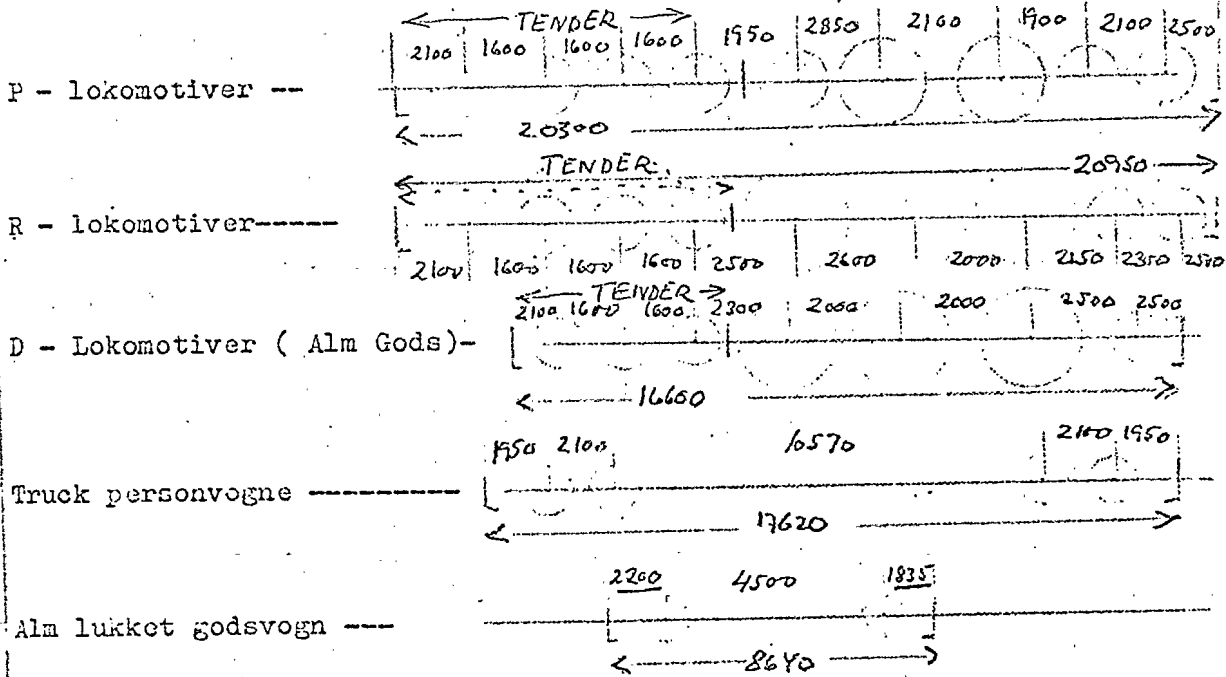 TENDER
2100 1600 1600 1600 1950 2850 2100 1900 2100 2500
P - lokomotiver --
20300
TENDER 20950
R - lokomotiver-----
2100 1600 1600 1600 2500 2600 2000 2150 2350 2500
TENDER
2100 1600 1600 2300 2000 2000 2500 2500
D - Lokomotiver ( Alm Gods)-
16600
1950 2100 10570 2100 1950
Truck personvogne ----------
17620
2200 4500 1835
Alm lukket godsvogn ---
8640